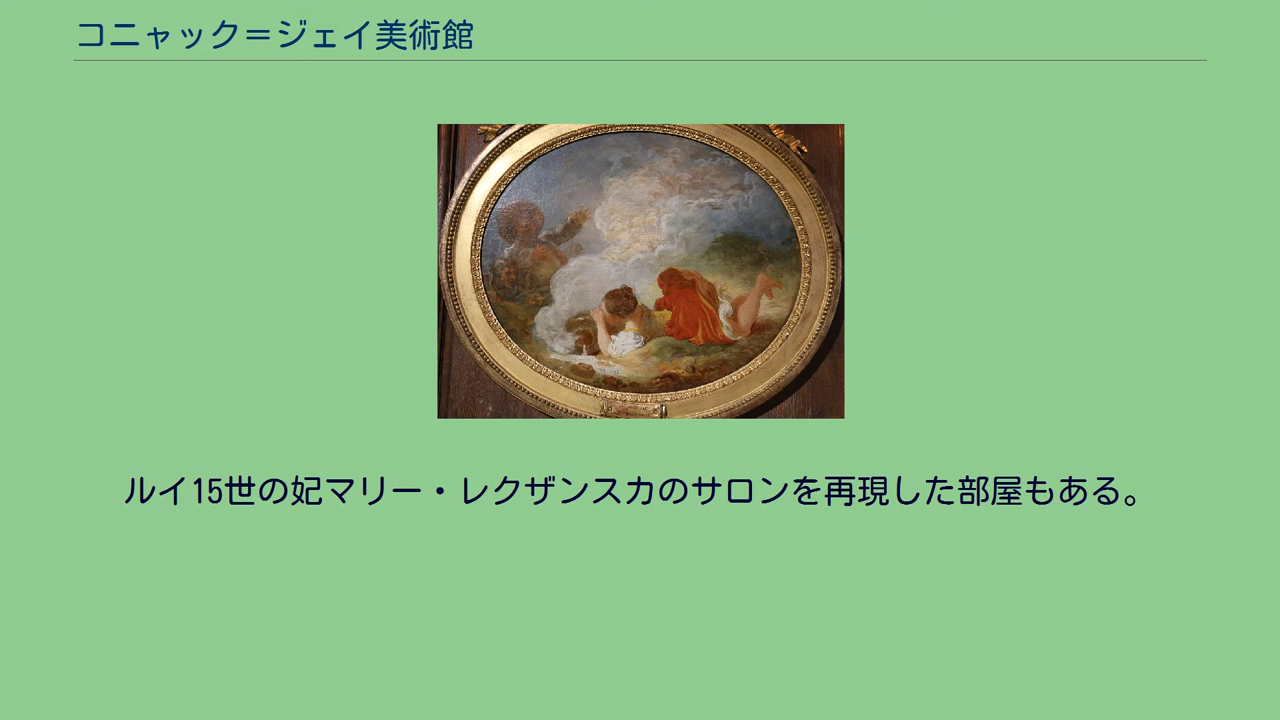 コニャック＝ジェイ美術館
ルイ15世の妃マリー・レクザンスカのサロンを再現した部屋もある。